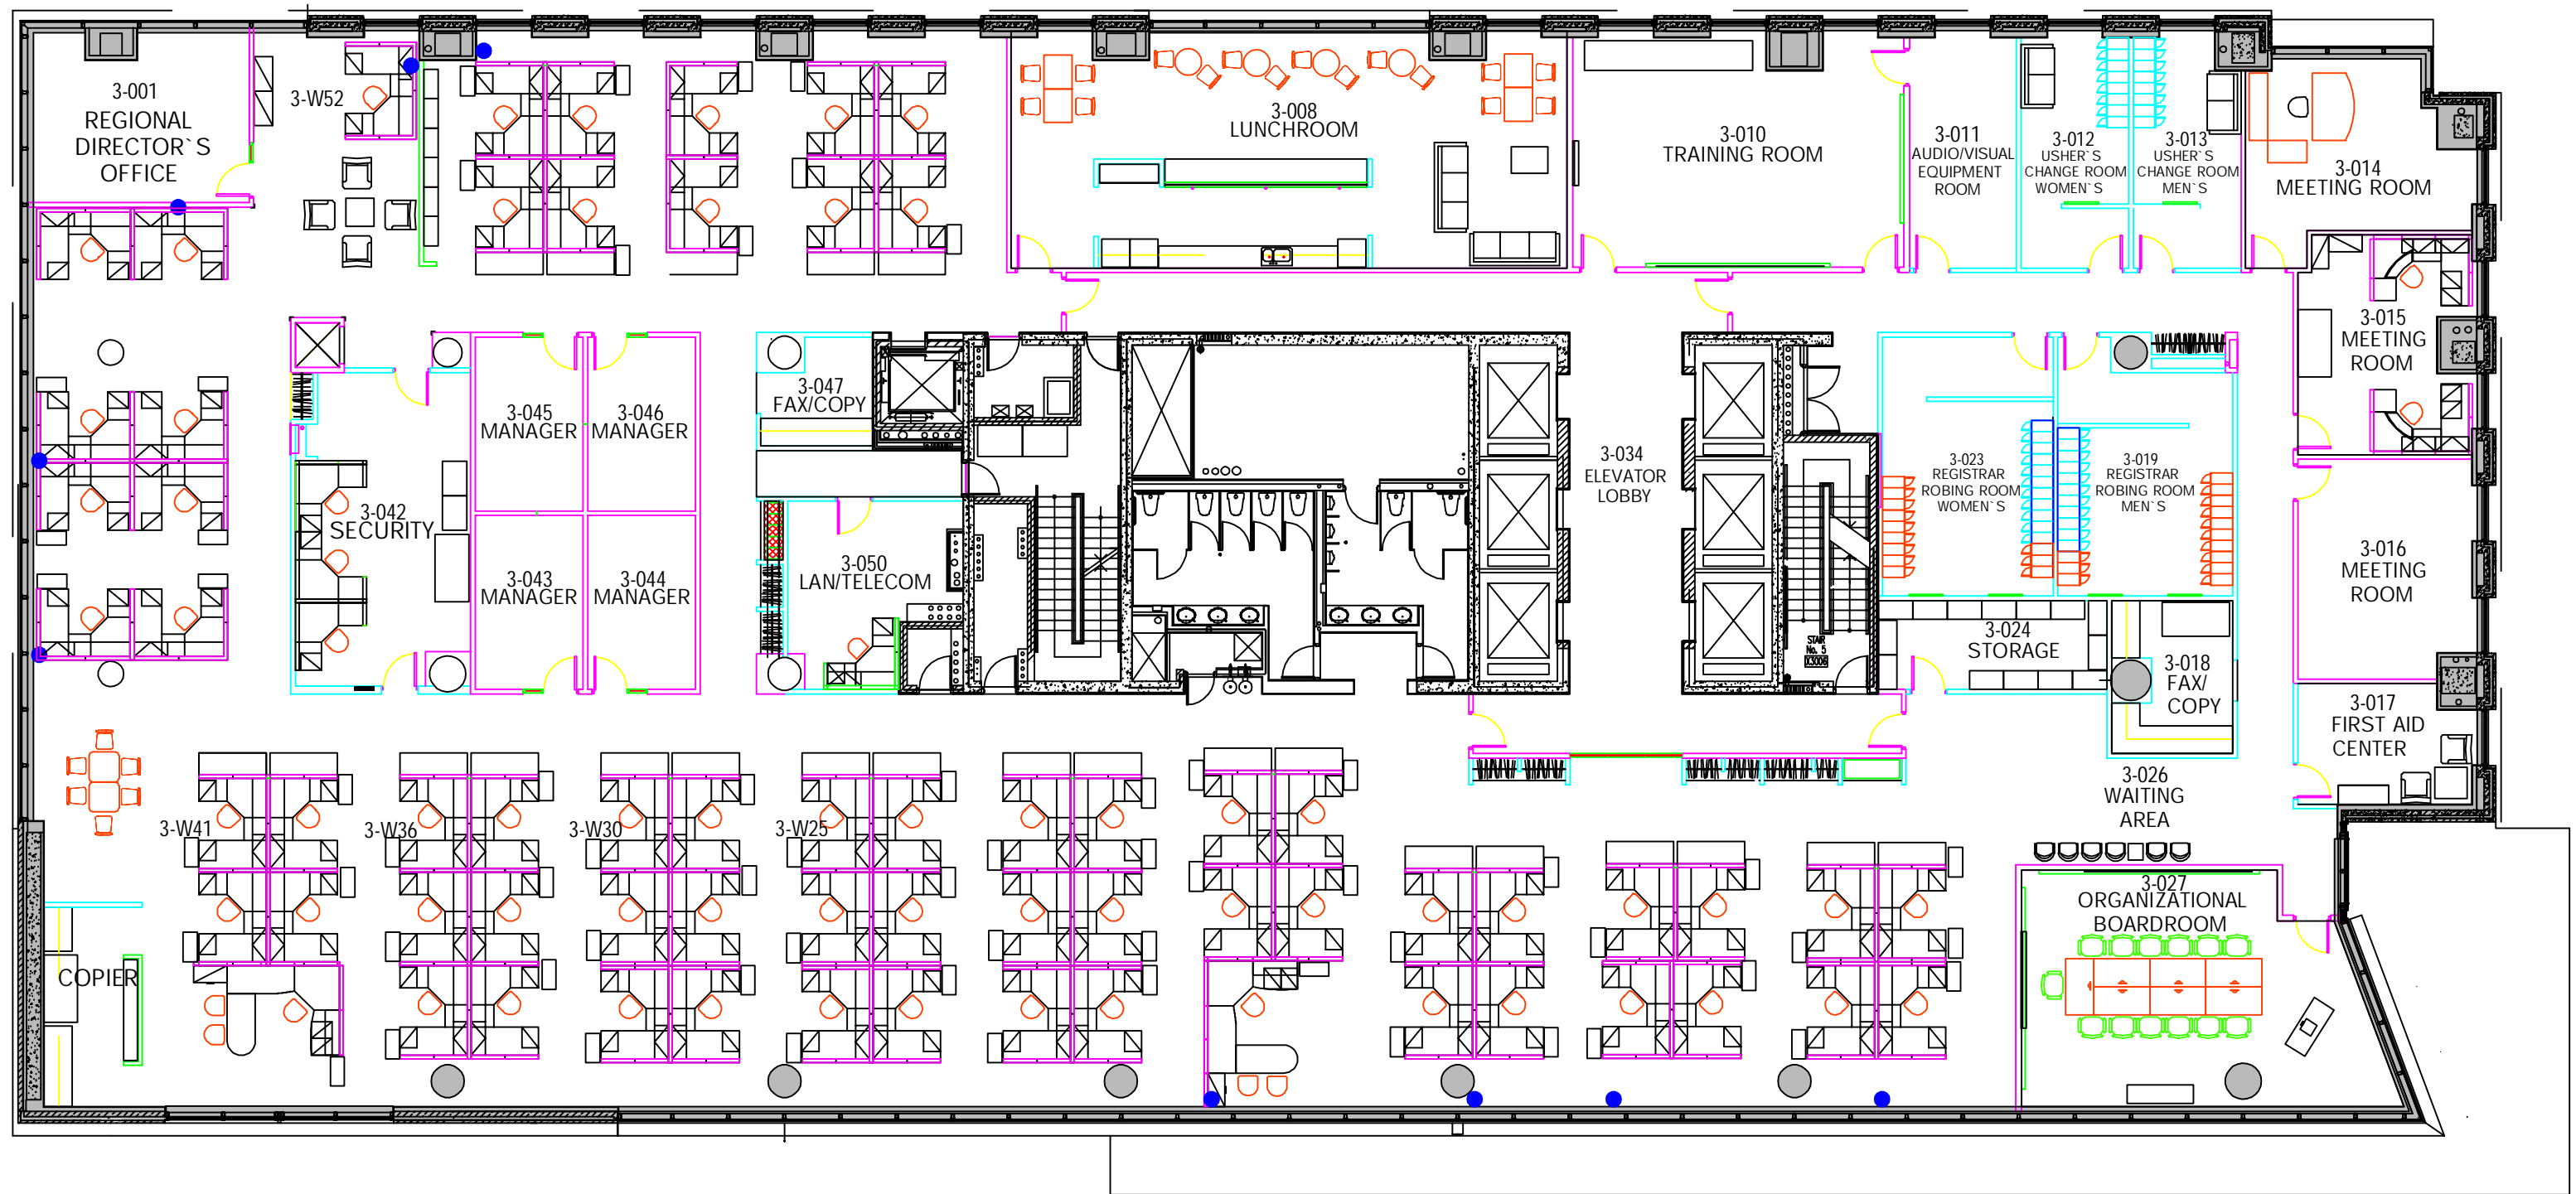 3-001
REGIONAL
DIRECTOR`S
OFFICE
3-W52
3-008
LUNCHROOM
3-010
TRAINING ROOM
3-011
AUDIO/VISUAL
EQUIPMENT
ROOM
3-012
USHER`S
CHANGE ROOM
WOMEN`S
3-013
USHER`S
CHANGE ROOM
MEN`S
3-014
MEETING ROOM
3-015
MEETING
ROOM
3-047
FAX/COPY
3-045
MANAGER
3-046
MANAGER
3-034
ELEVATOR
LOBBY
3-023
REGISTRAR
ROBING ROOM
WOMEN`S
3-019
REGISTRAR
ROBING ROOM
MEN`S
3-042
SECURITY
3-043
MANAGER
3-044
MANAGER
3-050
LAN/TELECOM
3-016
MEETING
ROOM
STAIR
No. 5
X3006
3-024
STORAGE
3-018
FAX/
COPY
3-017
FIRST AID
CENTER
3-026
WAITING
AREA
3-W41
3-W36
3-W30
3-W25
3-027
ORGANIZATIONAL
BOARDROOM
COPIER